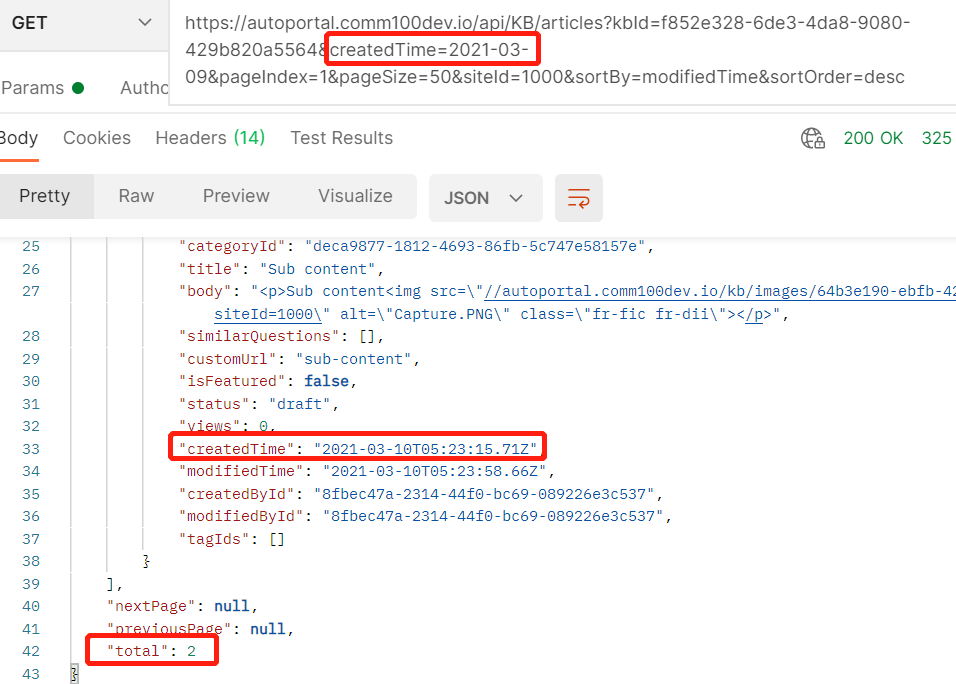 GET
https://autoportal.comm100dev.io/api/KB/articles?kbId=f852e328-6de3-4da8-9080-
429b820a5564&createdTime=2021-03-
09&pageIndex=1&pageSize=50&siteId=1000&sortBy=modifiedTime&sortOrder=desc
Params Autho
Body Cookies Headers (14) Test Results 200 OK 325
Pretty Raw Preview Visualize JSON
25 "categoryId": "deca9877-1812-4693-86fb-5c747e58157e",
26 "title": "Sub content",
27 "body": "<p>Sub content<img src=\"//autoportal.comm100dev.io/kb/images/64b3e190-ebfb-42
siteId=1000\" alt=\"Capture.PNG\" class=\"fr-fic fr-dii\"></p>",
28 "similarQuestions": [],
29 "customUrl": "sub-content",
30 "isFeatured": false,
31 "status": "draft",
32 "views": 0,
33 "createdTime": "2021-03-10T05:23:15.71Z"
34 "modifiedTime": "2021-03-10T05:23:58.66Z",
35 "createdById": "8fbec47a-2314-44f0-bc69-089226e3c537",
36 "modifiedById": "8fbec47a-2314-44f0-bc69-089226e3c537",
37 "tagIds": []
38 }
39 ],
40 "nextPage": null,
41 "previousPage": null,
42 "total": 2
43 }